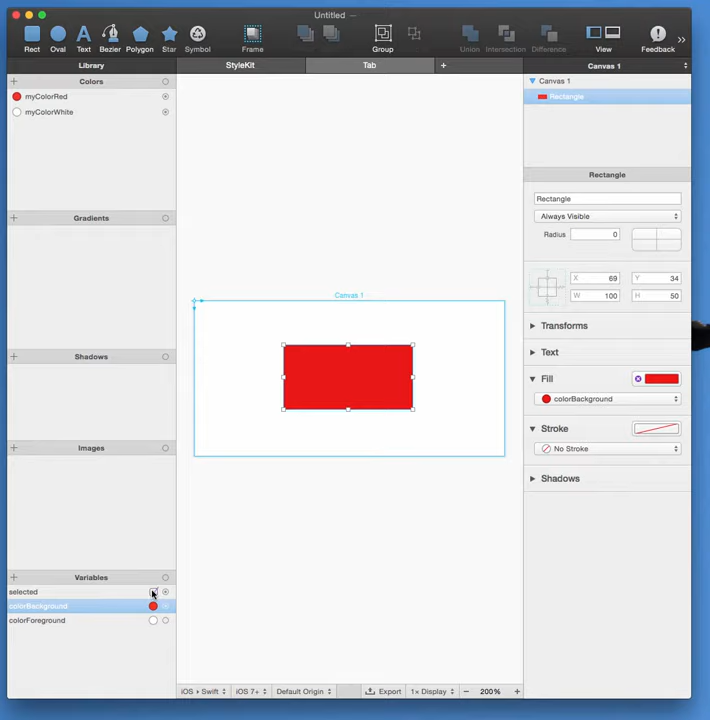 Untitled —
Rect Oval Text Bezier Polygon Star Symbol Frame Group Union Intersection Difference View Feedback »
Library StyleKit Tab + Canvas 1
+ Colors
myColorRed
myColorWhite
+ Gradients
+ Shadows
+ Images
+ Variables
selected
colorBackground
colorForeground
Canvas 1
iOS ▸ Swift iOS 7+ Default Origin Export 1× Display − 200% +
Canvas 1
Rectangle
Rectangle
Rectangle
Always Visible
Radius 0
X 69 Y 34
W 100 H 50
Transforms
Text
Fill
colorBackground
Stroke
No Stroke
Shadows